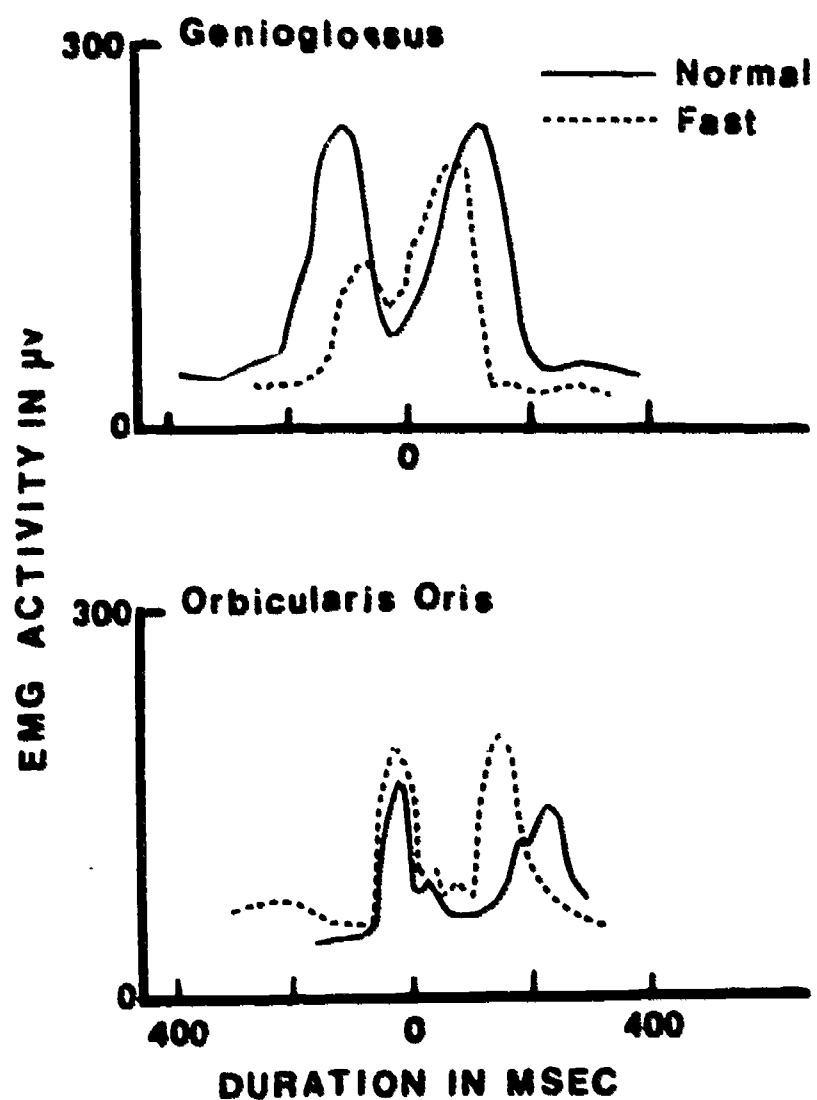 300
Genioglossus
Normal
Fast
0
0
EMG ACTIVITY IN µv
300
Orbicularis Oris
0
400 0 400
DURATION IN MSEC